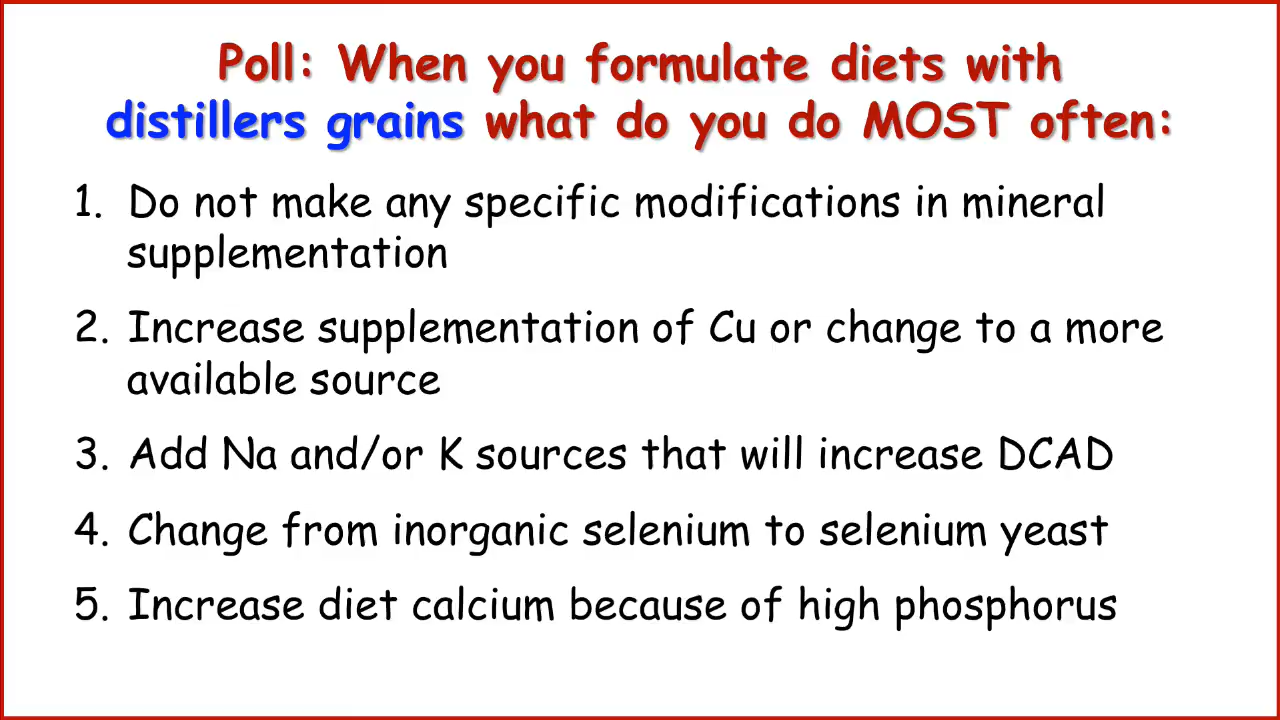 Poll: When you formulate diets with
distillers grains what do you do MOST often:
1. Do not make any specific modifications in mineral
supplementation
2. Increase supplementation of Cu or change to a more
available source
3. Add Na and/or K sources that will increase DCAD
4. Change from inorganic selenium to selenium yeast
5. Increase diet calcium because of high phosphorus